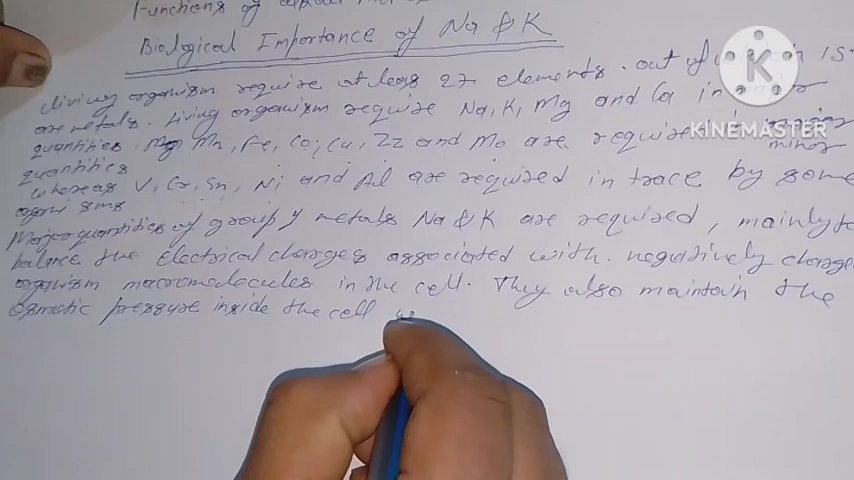 Functions of
Biological Importance of Na & K
living organism require at least 27 elements. out of which 15
are metals. Living organism require Na, K, Mg and Ca in major
quantities. Mn, Fe, Co, Cu, Zz and Mo are required in minor
quantities
whereas V, Cr, Sn, Ni and Al are required in trace by some
Major quantities of group metals Na & K are required, mainly to
balance the electrical charges associated with negatively charge
organism macromolecules in the cell. They also maintain the
Osmotic pressure inside the cell
K
KINEMASTER